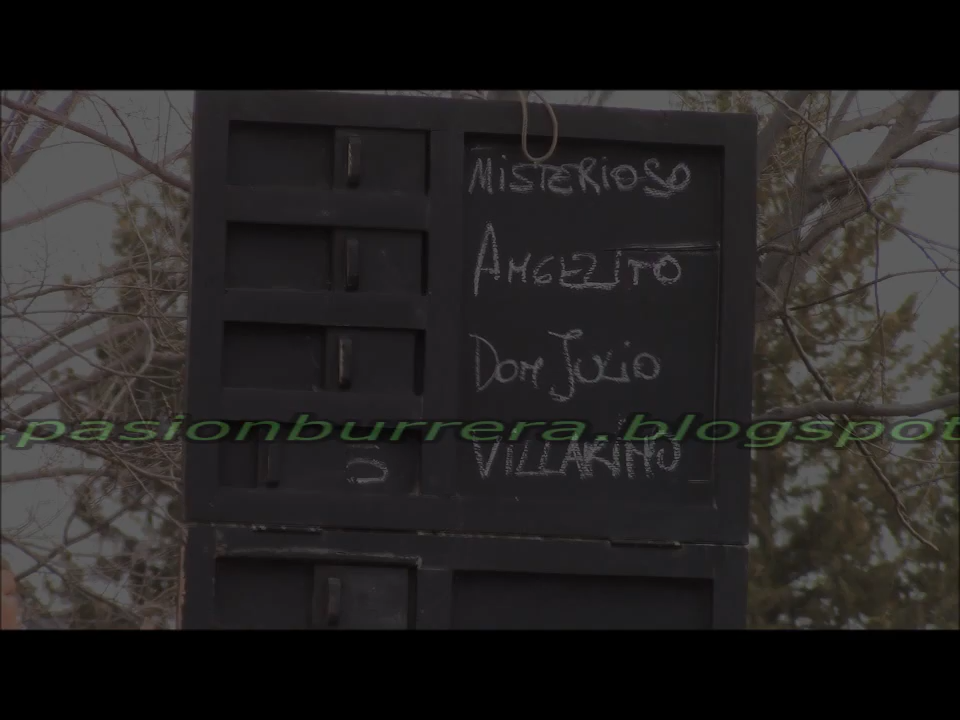 MISTERIOSO
ANGELITO
DON JULIO
.pasionburrera.blogspot
VILLARINO